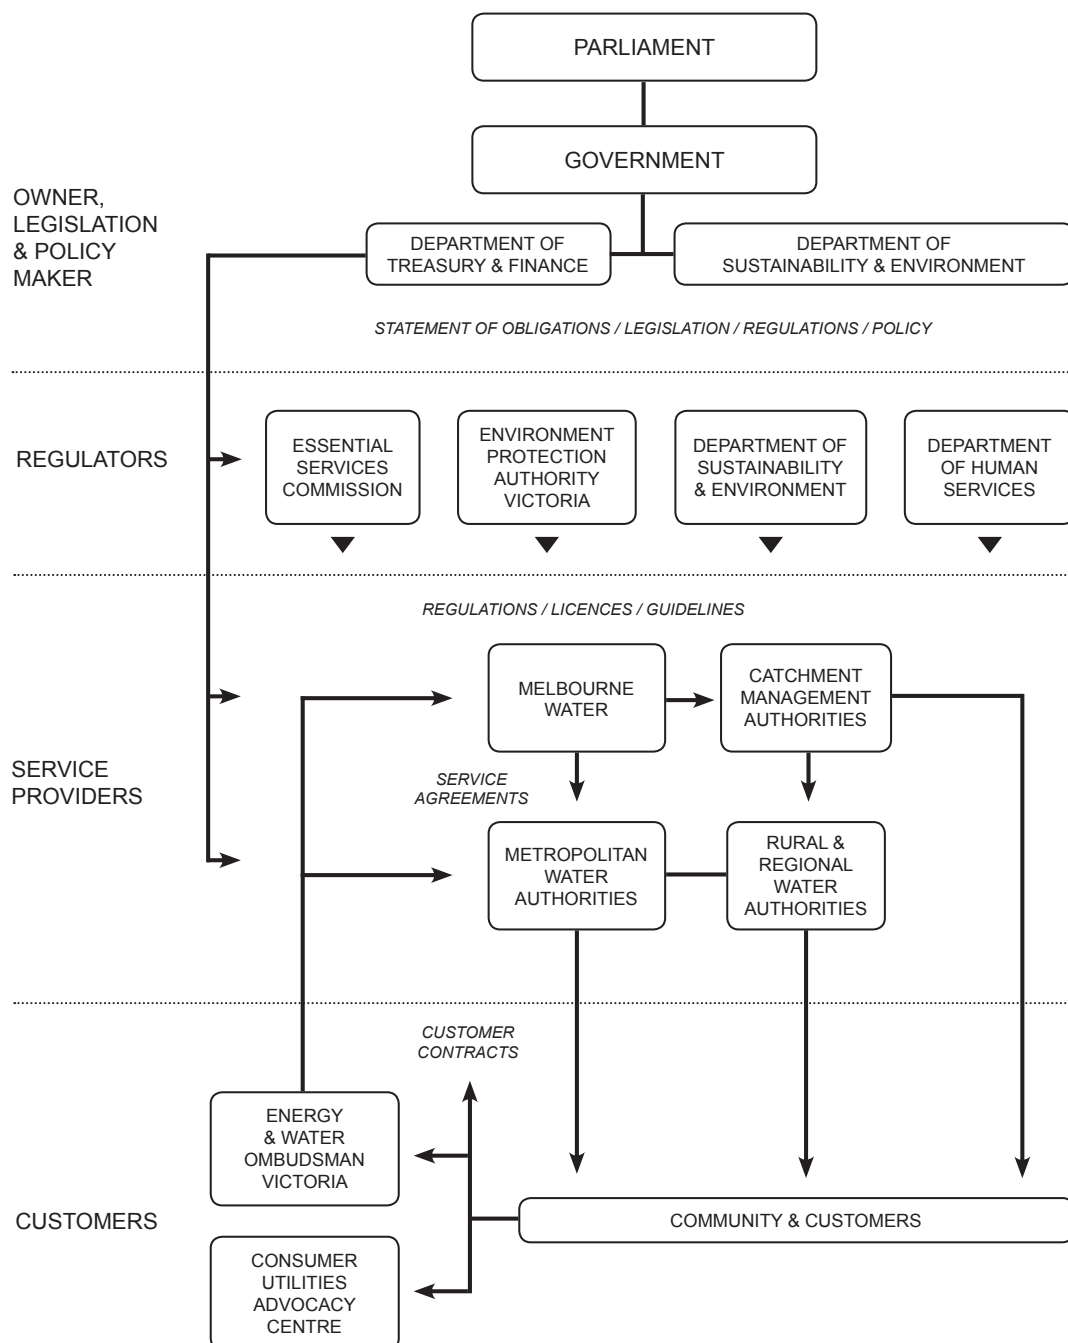 PARLIAMENT
GOVERNMENT
OWNER,
LEGISLATION
& POLICY
MAKER
DEPARTMENT OF
TREASURY & FINANCE
DEPARTMENT OF
SUSTAINABILITY & ENVIRONMENT
STATEMENT OF OBLIGATIONS / LEGISLATION / REGULATIONS / POLICY
REGULATORS
ESSENTIAL
SERVICES
COMMISSION
ENVIRONMENT
PROTECTION
AUTHORITY
VICTORIA
DEPARTMENT OF
SUSTAINABILITY
& ENVIRONMENT
DEPARTMENT
OF HUMAN
SERVICES
REGULATIONS / LICENCES / GUIDELINES
SERVICE
PROVIDERS
MELBOURNE
WATER
CATCHMENT
MANAGEMENT
AUTHORITIES
SERVICE
AGREEMENTS
METROPOLITAN
WATER
AUTHORITIES
RURAL &
REGIONAL
WATER
AUTHORITIES
CUSTOMER
CONTRACTS
CUSTOMERS
ENERGY
& WATER
OMBUDSMAN
VICTORIA
COMMUNITY & CUSTOMERS
CONSUMER
UTILITIES
ADVOCACY
CENTRE